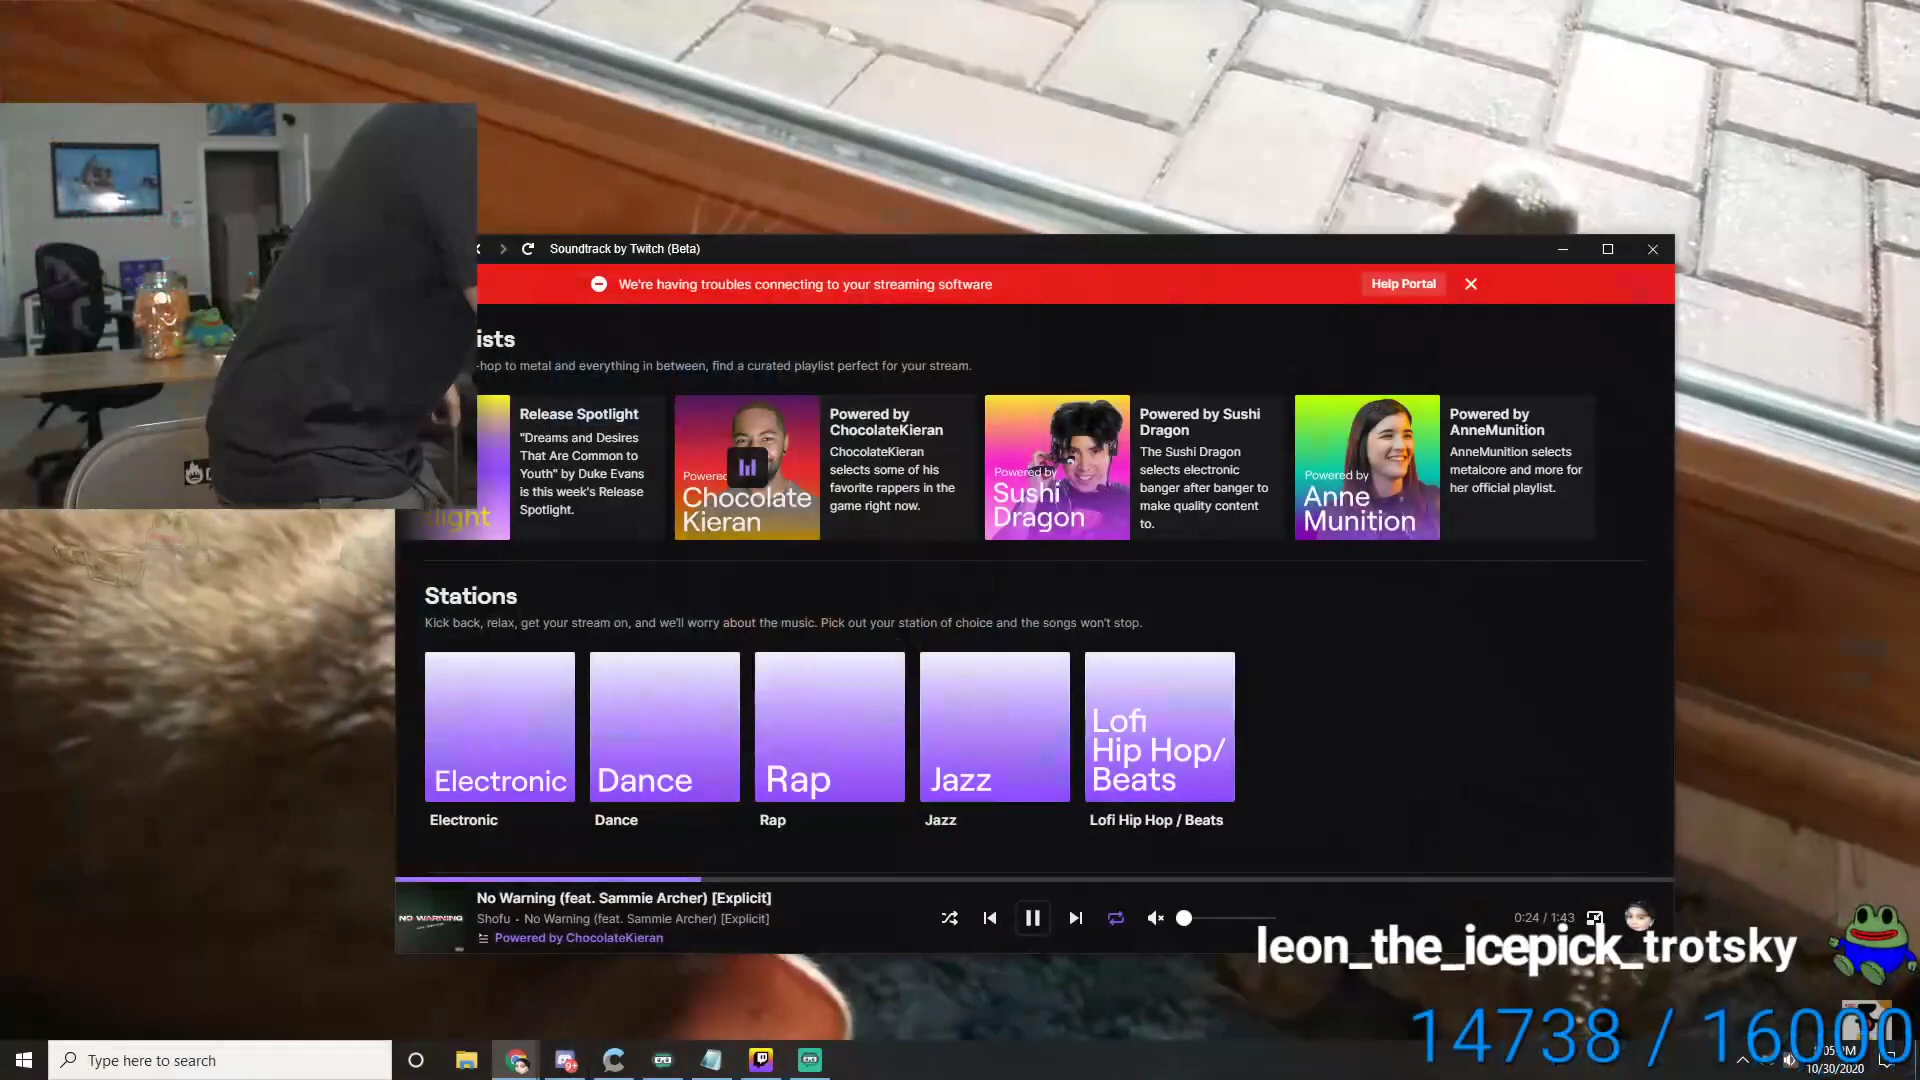 Soundtrack by Twitch (Beta)
We're having troubles connecting to your streaming software
Help Portal
ists
-hop to metal and everything in between, find a curated playlist perfect for your stream.
light
Release Spotlight
"Dreams and Desires
That Are Common to
Youth" by Duke Evans
is this week's Release
Spotlight.
Powered
Chocolate
Kieran
Powered by
ChocolateKieran
ChocolateKieran
selects some of his
favorite rappers in the
game right now.
Powered by
Sushi
Dragon
Powered by Sushi
Dragon
The Sushi Dragon
selects electronic
banger after banger to
make quality content
to.
Powered by
Anne
Munition
Powered by
AnneMunition
AnneMunition selects
metalcore and more for
her official playlist.
Stations
Kick back, relax, get your stream on, and we'll worry about the music. Pick out your station of choice and the songs won't stop.
Electronic
Dance
Rap
Jazz
Lofi
Hip Hop/
Beats
Electronic
Dance
Rap
Jazz
Lofi Hip Hop / Beats
NO WARNING
No Warning (feat. Sammie Archer) [Explicit]
Shofu - No Warning (feat. Sammie Archer) [Explicit]
Powered by ChocolateKieran
0:24 / 1:43
leon_the_icepick_trotsky
14738 / 16000
Type here to search
9+
:05 PM
10/30/2020